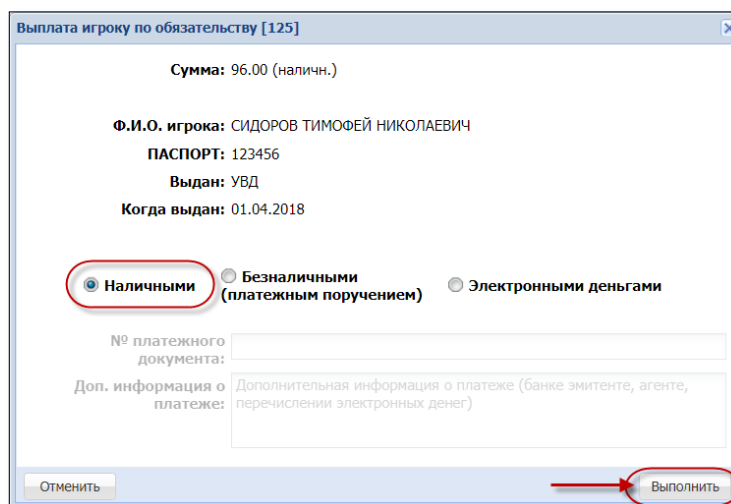 Выплата игроку по обязательству [125]
Сумма: 96.00 (наличн.)
Ф.И.О. игрока: СИДОРОВ ТИМОФЕЙ НИКОЛАЕВИЧ
ПАСПОРТ: 123456
Выдан: УВД
Когда выдан: 01.04.2018
Наличными
Безналичными
(платежным поручением)
Электронными деньгами
№ платежного
документа:
Доп. информация о
платеже:
Дополнительная информация о платеже (банке эмитенте, агенте,
перечислении электронных денег)
Отменить
Выполнить